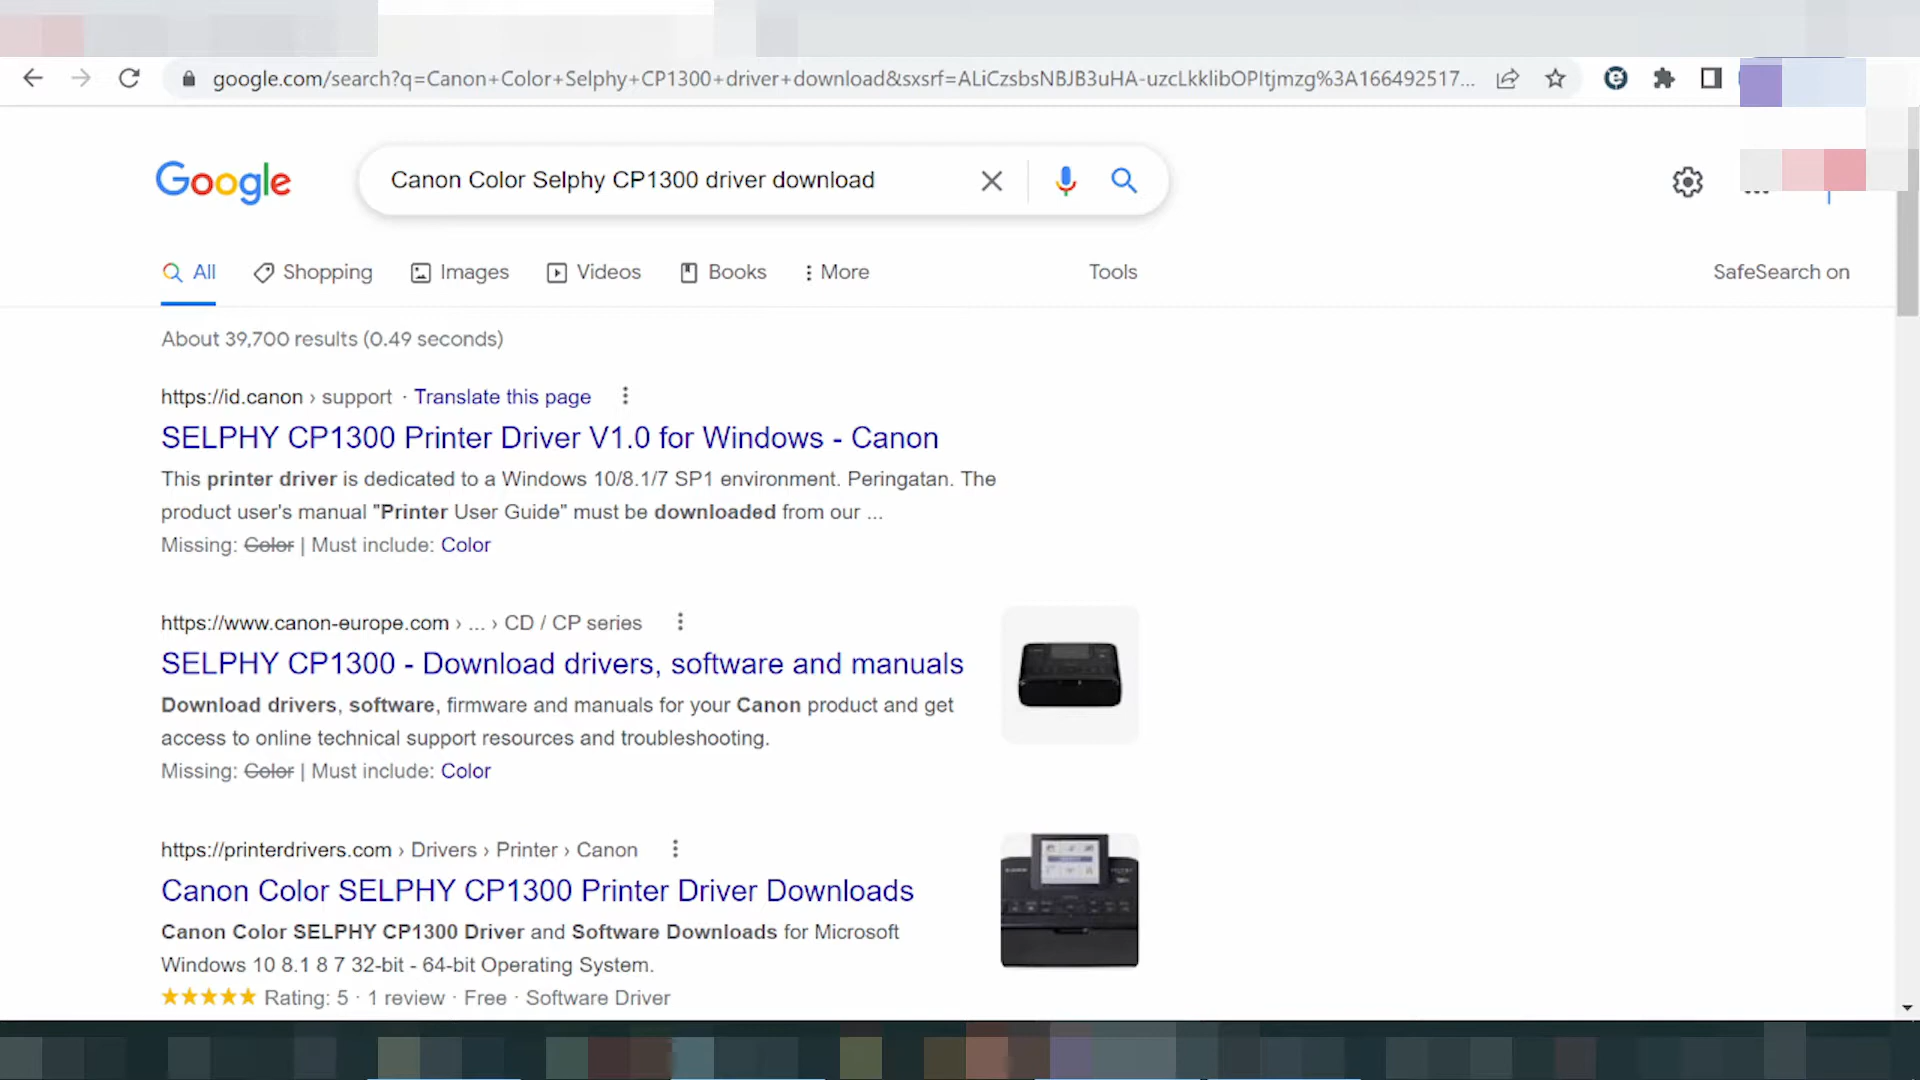 google.com/search?q=Canon+Color+Selphy+CP1300+driver+download&sxsrf=ALiCzsbsNBJB3uHA-uzcLkklibOPItjmzg%3A166492517...
Google
Canon Color Selphy CP1300 driver download
All
Shopping
Images
Videos
Books
More
Tools
SafeSearch on
About 39,700 results (0.49 seconds)
https://id.canon › support · Translate this page
SELPHY CP1300 Printer Driver V1.0 for Windows - Canon
This printer driver is dedicated to a Windows 10/8.1/7 SP1 environment. Peringatan. The
product user's manual "Printer User Guide" must be downloaded from our ...
Missing: Color | Must include: Color
https://www.canon-europe.com › ... › CD / CP series
SELPHY CP1300 - Download drivers, software and manuals
Download drivers, software, firmware and manuals for your Canon product and get
access to online technical support resources and troubleshooting.
Missing: Color | Must include: Color
https://printerdrivers.com › Drivers › Printer › Canon
Canon Color SELPHY CP1300 Printer Driver Downloads
Canon Color SELPHY CP1300 Driver and Software Downloads for Microsoft
Windows 10 8.1 8 7 32-bit - 64-bit Operating System.
★★★★★ Rating: 5 · 1 review · Free · Software Driver